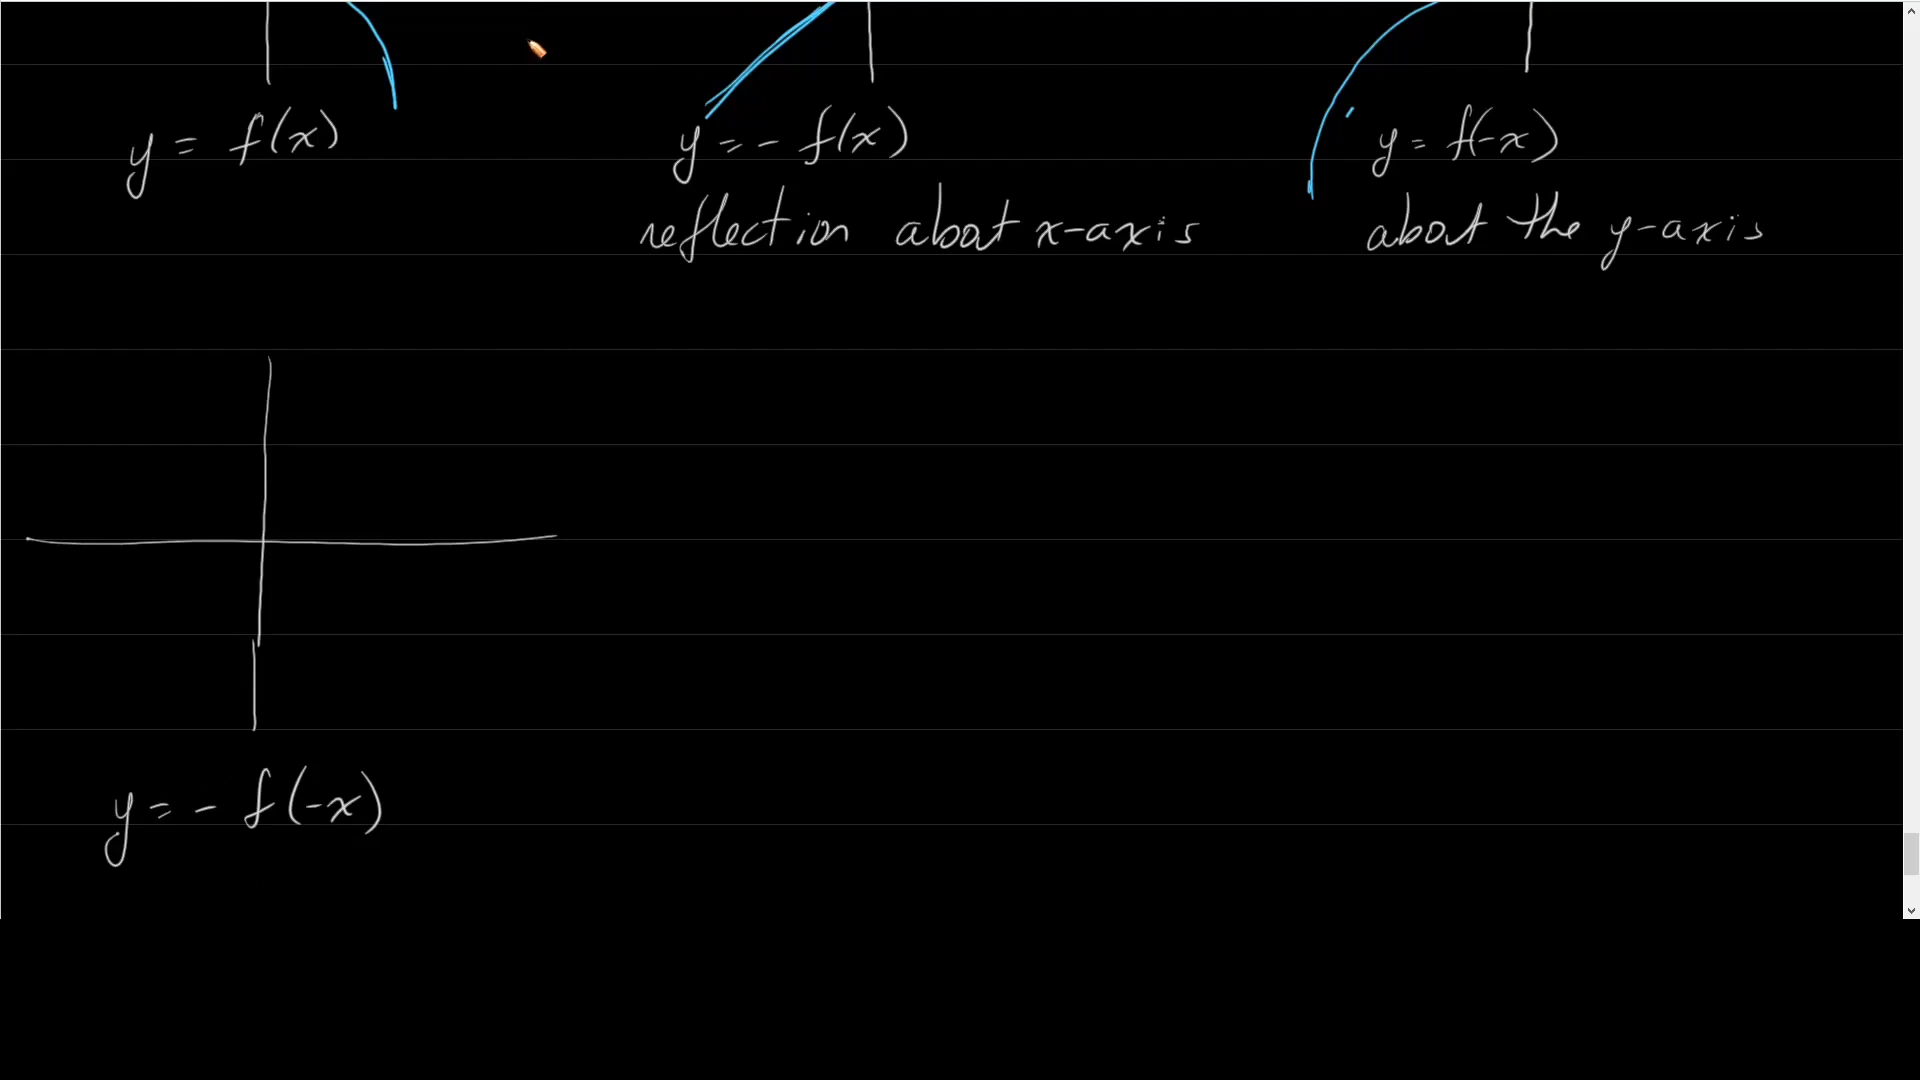 y = f(x)
y = - f(x)
reflection about x-axis
y = f(-x)
about the y-axis
y = - f(-x)